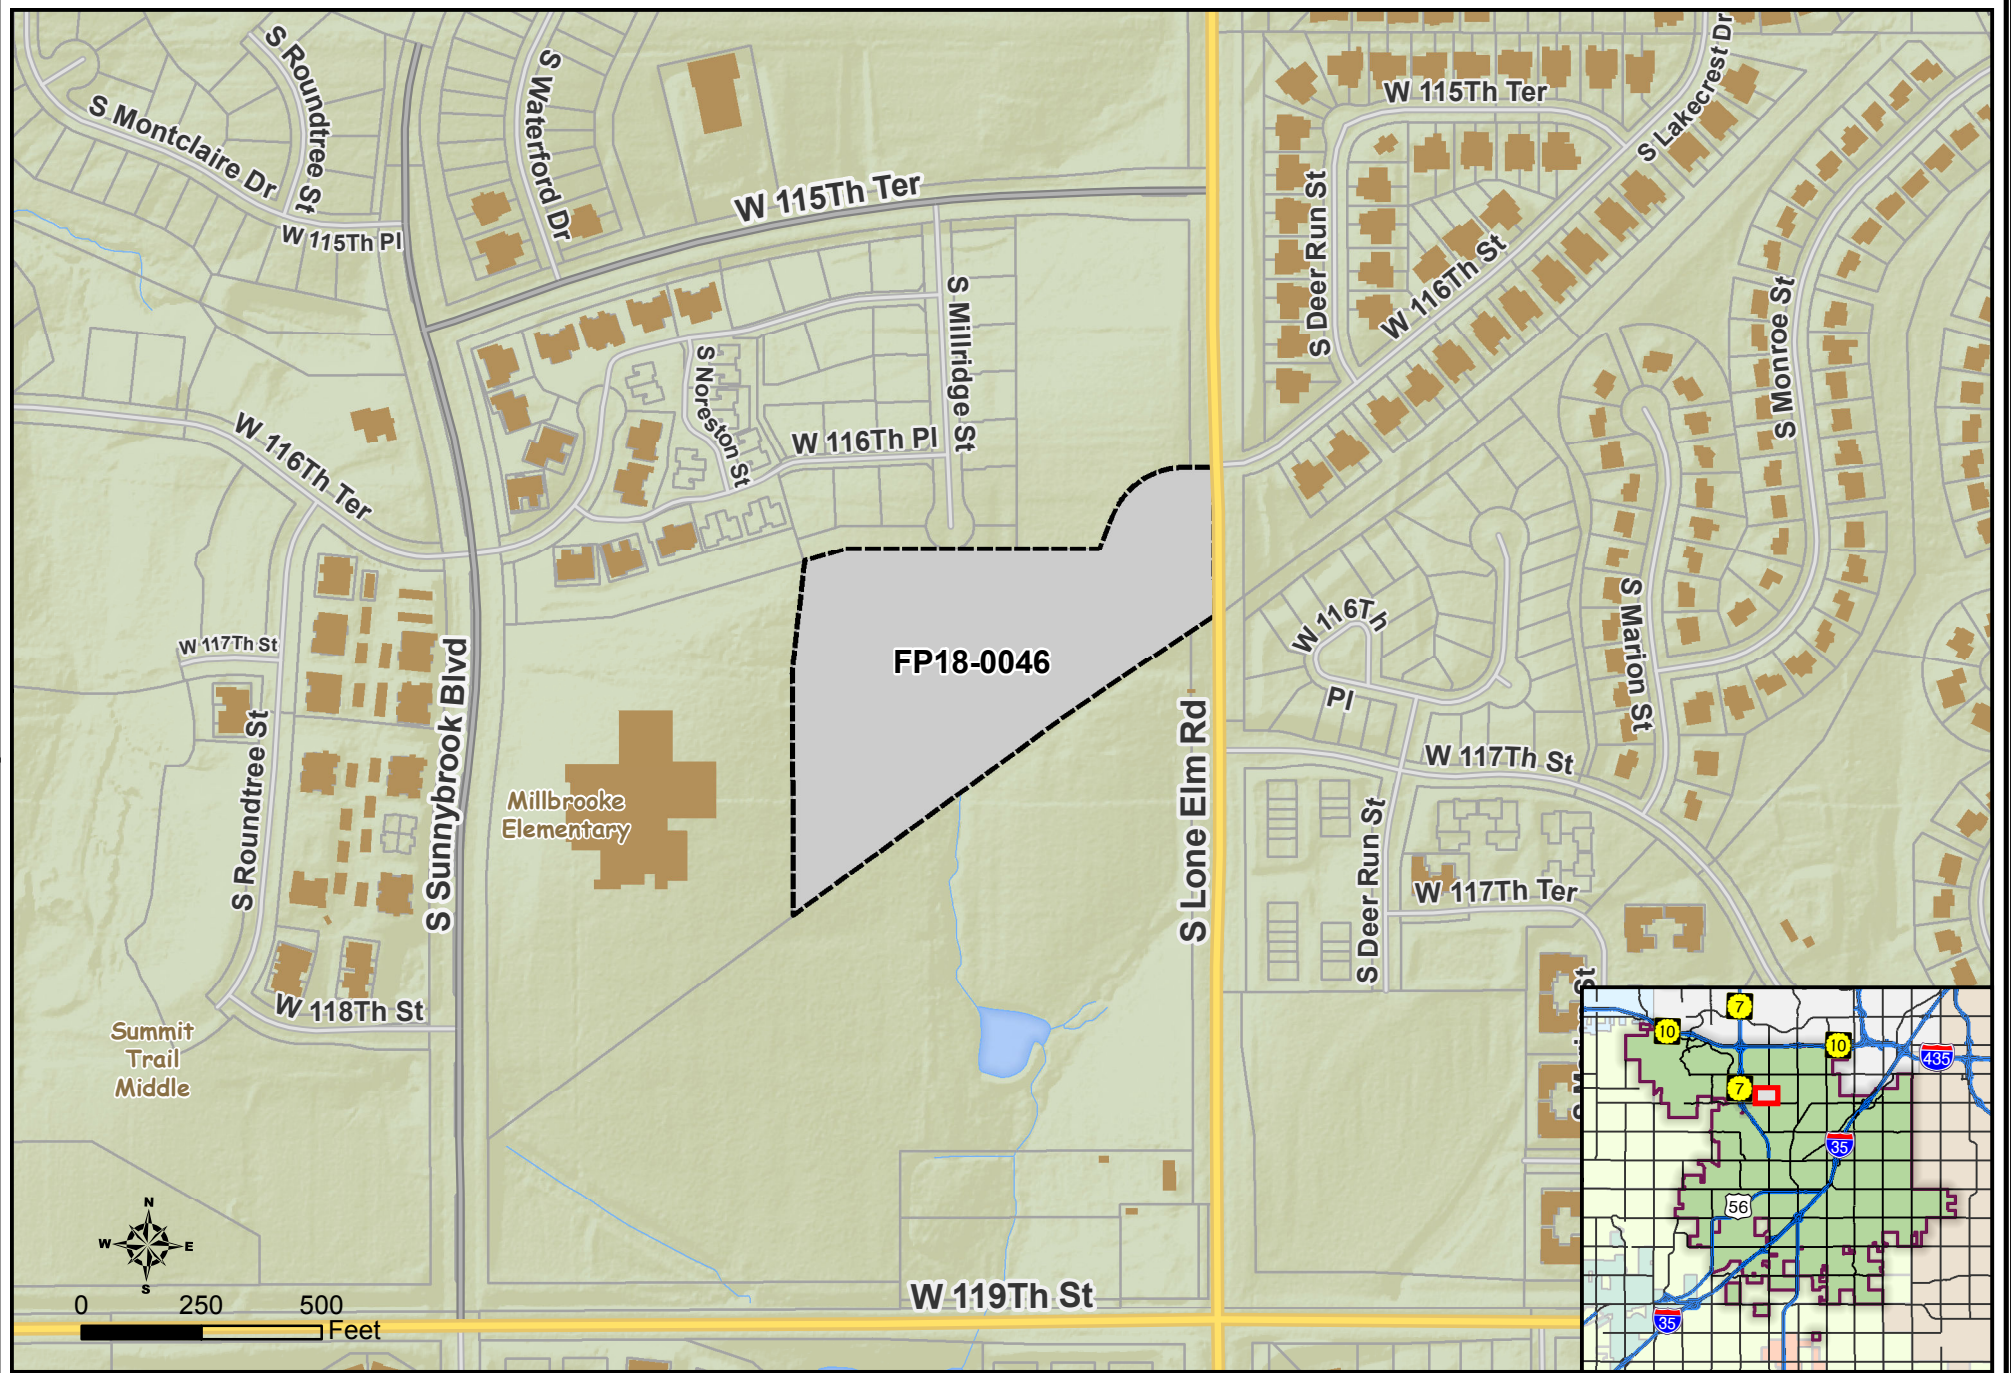 S Roundtree St
S Montclaire Dr
W 115Th Pl
S Waterford Dr
W 115Th Ter
W 115Th Ter
S Lakecrest Dr
S Deer Run St
W 116Th St
S Monroe St
S Millridge St
S Noreston St
W 116Th Pl
W 116Th Ter
W 117Th St
S Roundtree St
S Sunnybrook Blvd
FP18-0046
W 116Th
Pl
S Marion St
W 117Th St
S Lone Elm Rd
Millbrooke
Elementary
S Deer Run St
W 117Th Ter
W 118Th St
Summit
Trail
Middle
W 119Th St
N
W
E
S
0
250
500
Feet
7
10
10
435
7
35
56
35